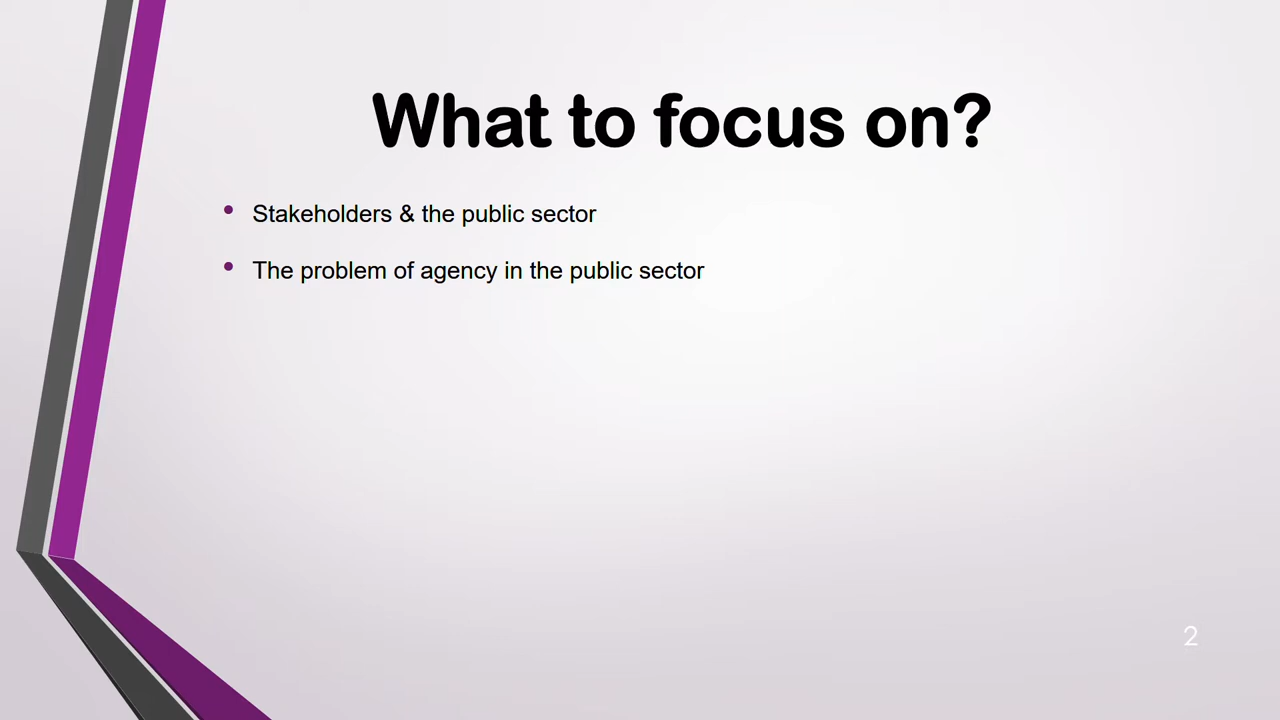 What to focus on?
• Stakeholders & the public sector
• The problem of agency in the public sector
2